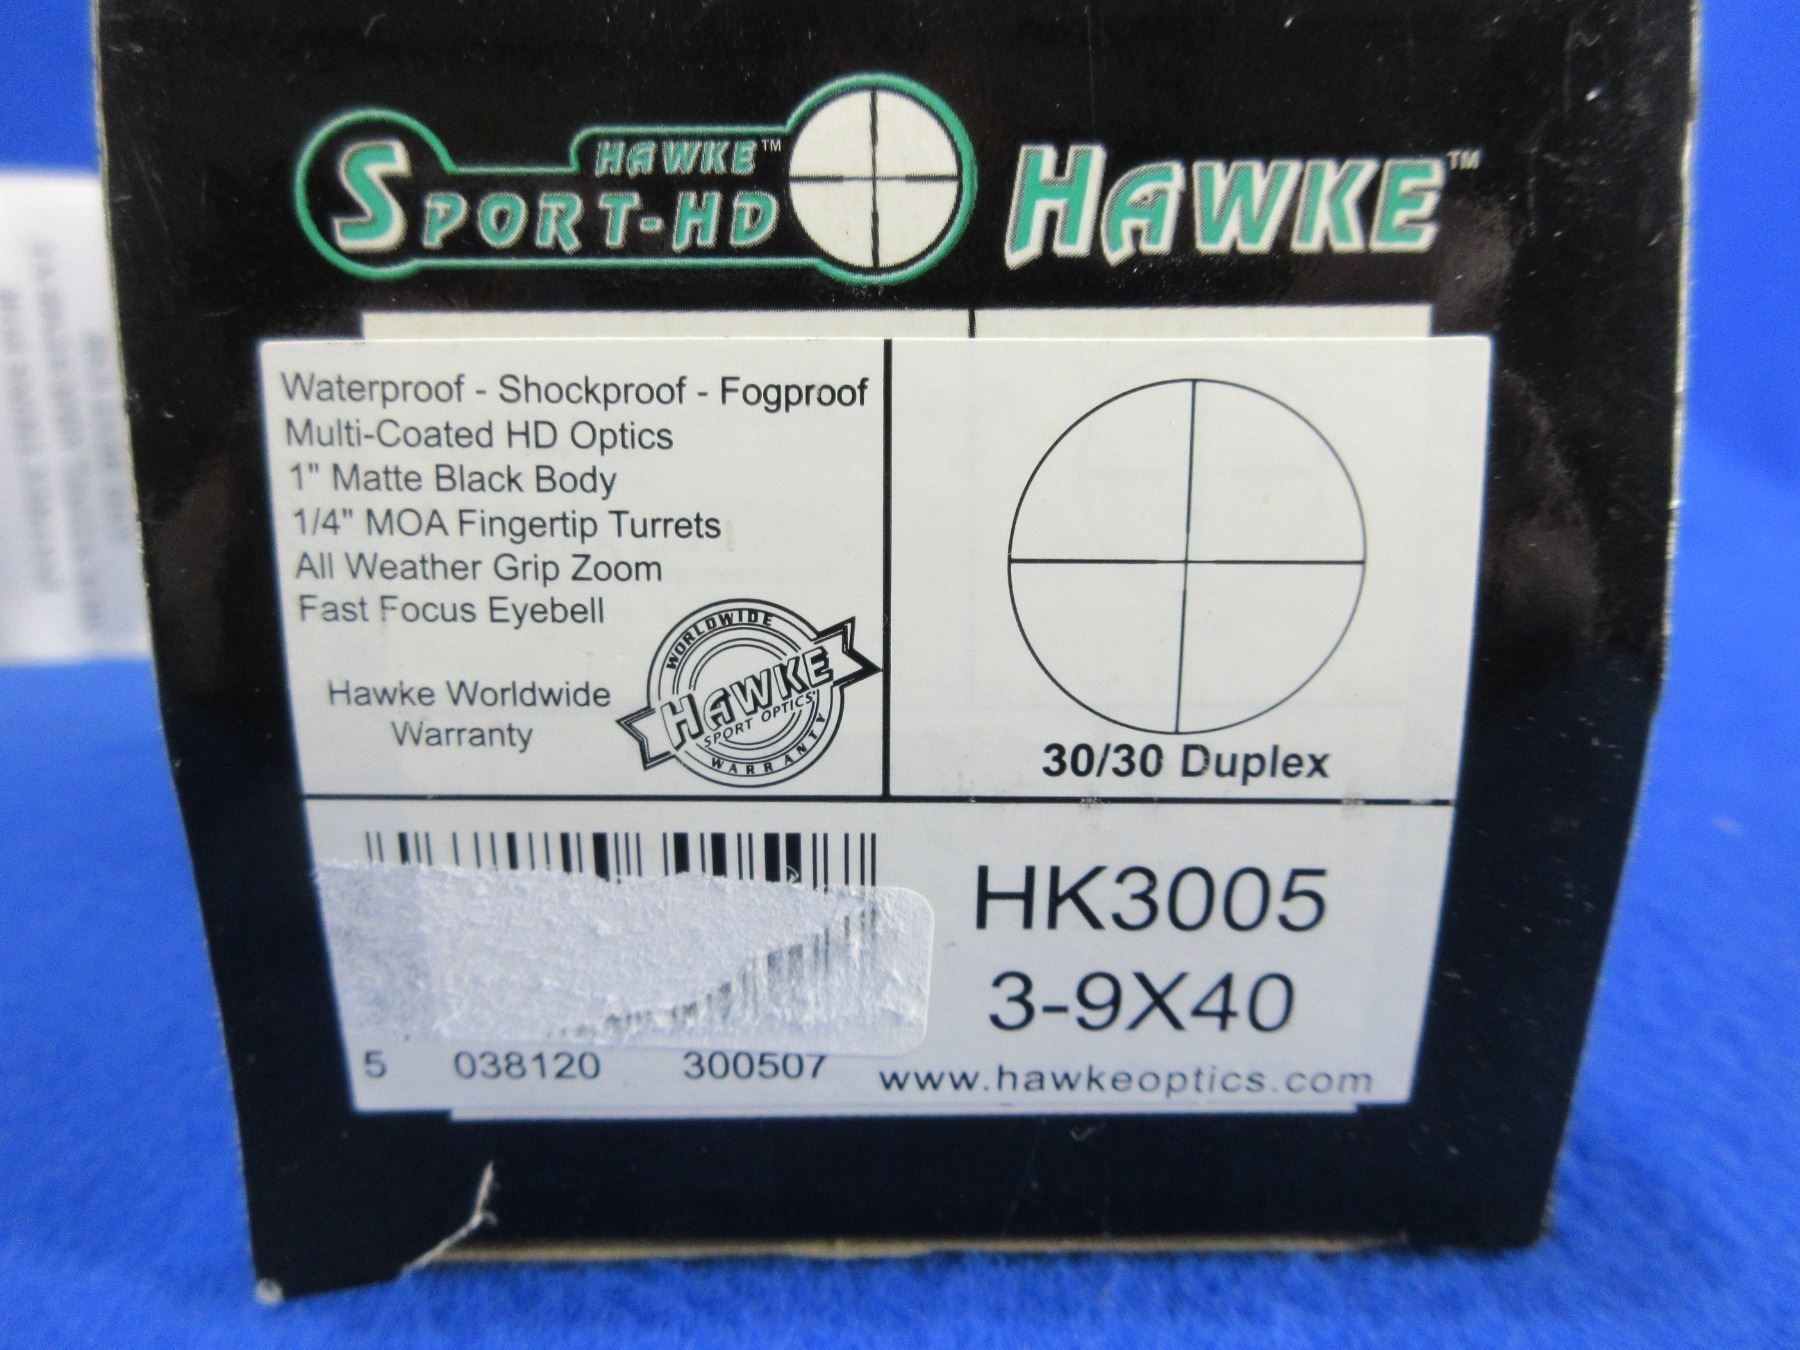 HAWKE™
SPORT-HD
HAWKE™
Waterproof - Shockproof - Fogproof
Multi-Coated HD Optics
1" Matte Black Body
1/4" MOA Fingertip Turrets
All Weather Grip Zoom
Fast Focus Eyebell
Hawke Worldwide
Warranty
WORLDWIDE
HAWKE
SPORT OPTICS
WARRANTY
30/30 Duplex
HK3005
3-9X40
5 038120 300507
www.hawkeoptics.com